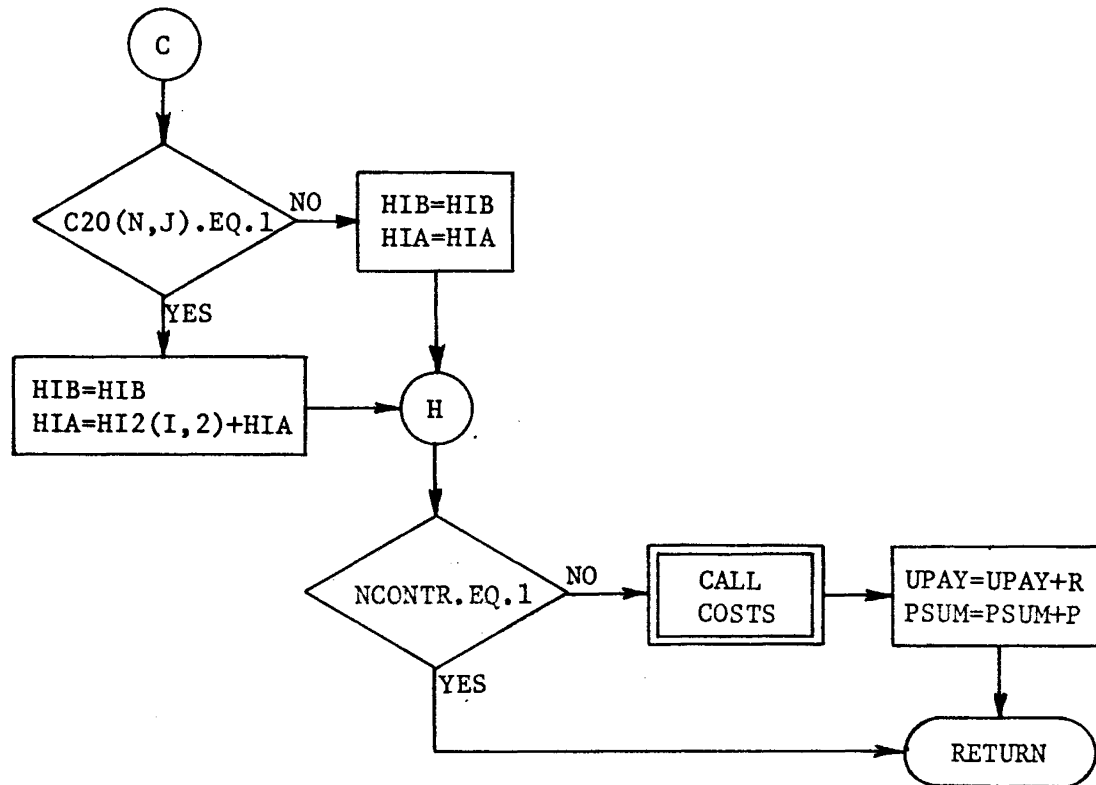 C
C20(N,J).EQ.1
NO
HIB=HIB
HIA=HIA
YES
HIB=HIB
HIA=HI2(I,2)+HIA
H
NCONTR.EQ.1
NO
CALL
COSTS
UPAY=UPAY+R
PSUM=PSUM+P
YES
RETURN